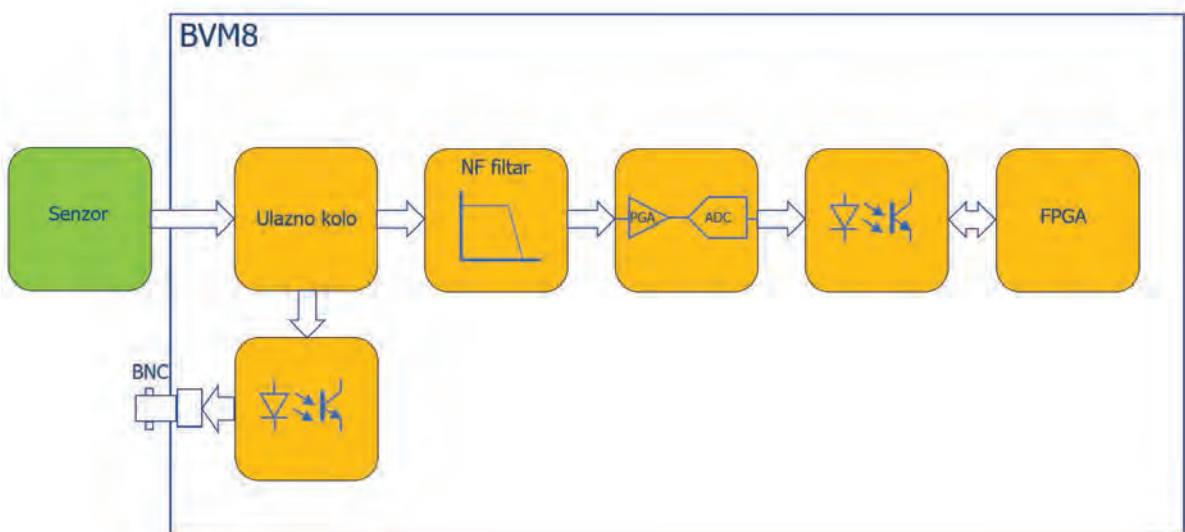 BVM8
Senzor
Ulazno kolo
NF filtar
PGA
ADC
FPGA
BNC